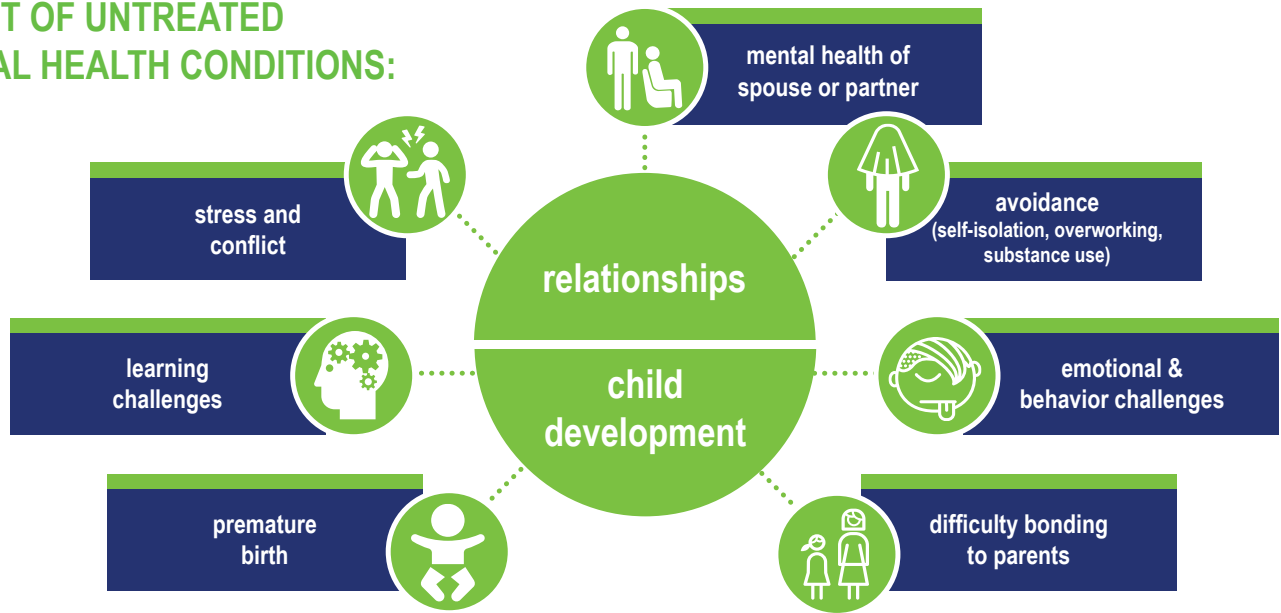 T OF UNTREATED
AL HEALTH CONDITIONS:
mental health of
spouse or partner
stress and
conflict
avoidance
(self-isolation, overworking,
substance use)
relationships
learning
challenges
child
development
emotional &
behavior challenges
premature
birth
difficulty bonding
to parents